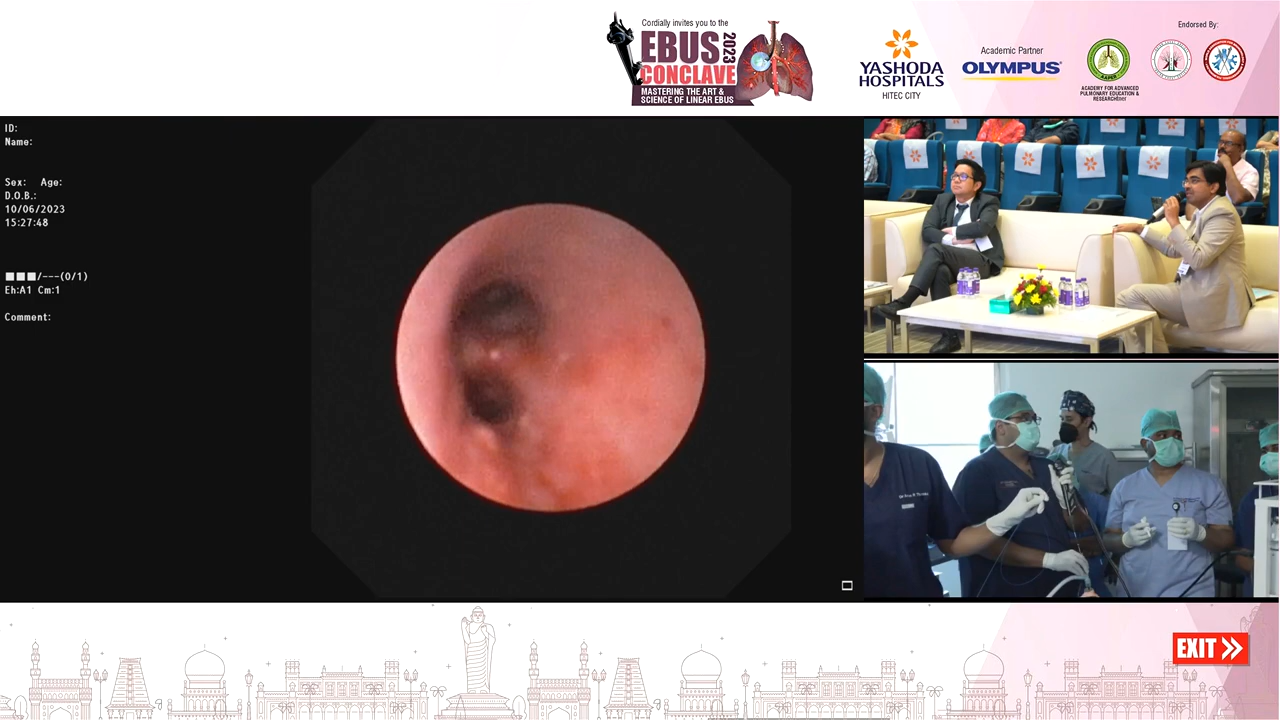 Cordially invites you to the
EBUS
2023
CONCLAVE
MASTERING THE ART &
SCIENCE OF LINEAR EBUS
YASHODA
HOSPITALS
HITEC CITY
Academic Partner
OLYMPUS
Endorsed By:
ACADEMY FOR ADVANCED
PULMONARY EDUCATION &
ID:
Name:
Sex: Age:
D.O.B.:
10/06/2023
15:27:48
■■■/---(0/1)
Eh:A1 Cm:1
Comment:
EXIT